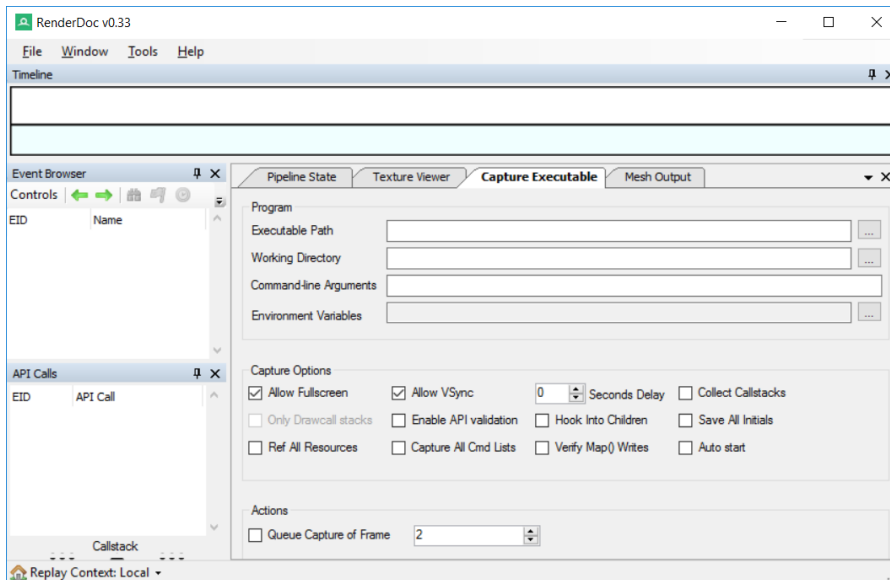 RenderDoc v0.33
File Window Tools Help
Timeline
Event Browser
Controls
EID Name
API Calls
EID API Call
Callstack
Pipeline State Texture Viewer Capture Executable Mesh Output
Program
Executable Path ...
Working Directory ...
Command-line Arguments
Environment Variables ...
Capture Options
Allow Fullscreen Allow VSync 0 Seconds Delay Collect Callstacks
Only Drawcall stacks Enable API validation Hook Into Children Save All Initials
Ref All Resources Capture All Cmd Lists Verify Map() Writes Auto start
Actions
Queue Capture of Frame 2
Replay Context: Local